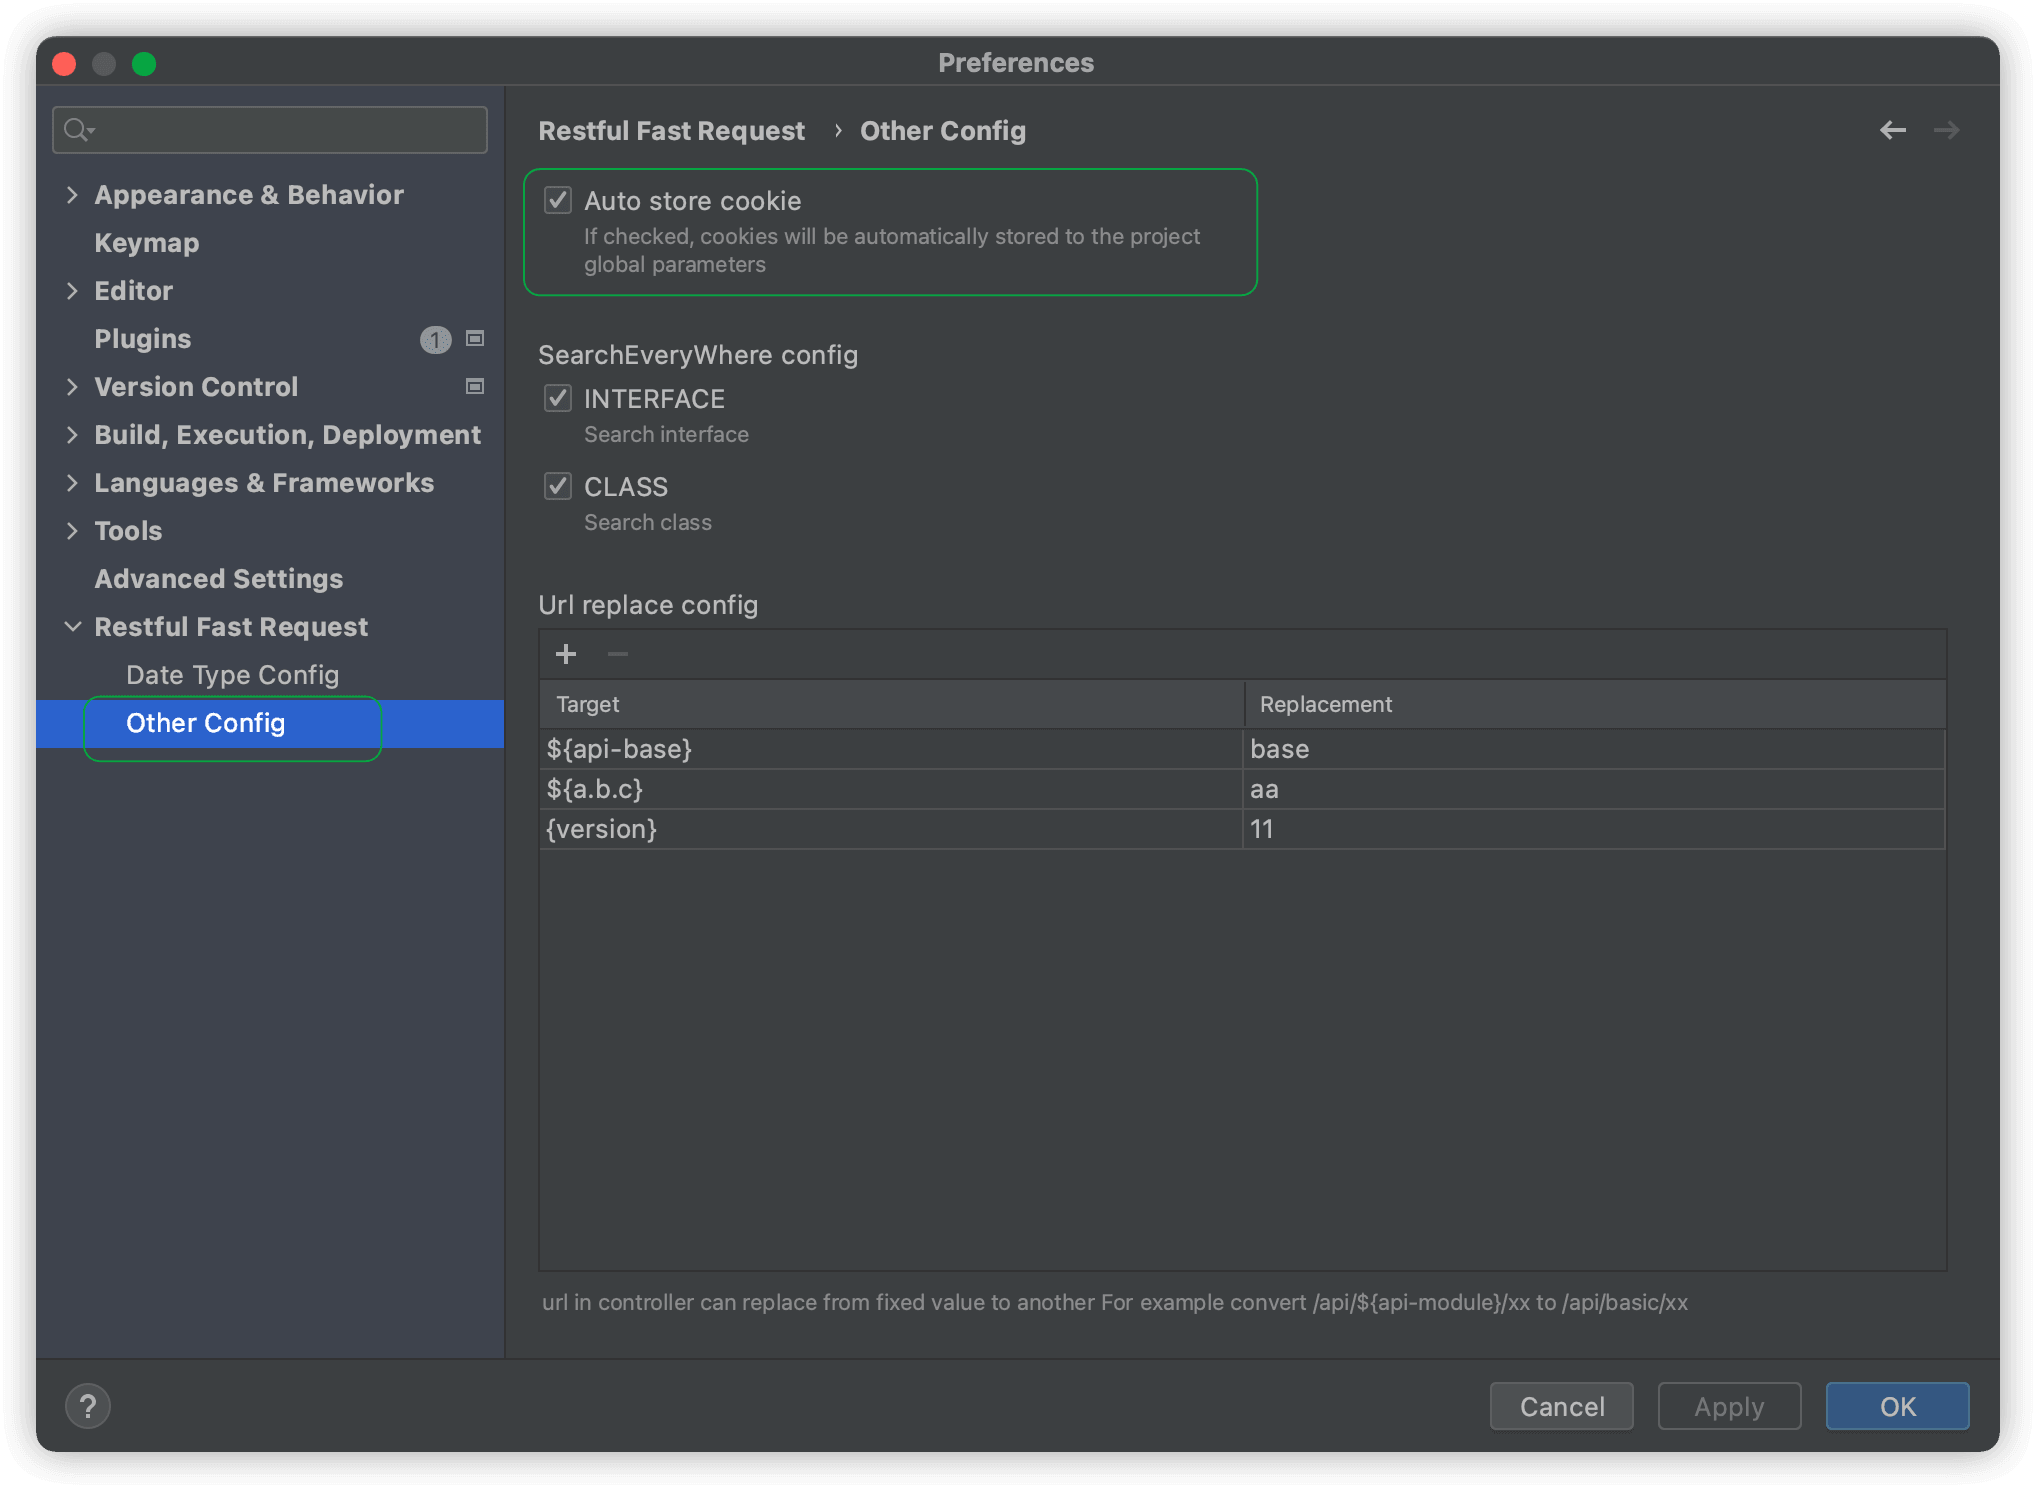 Preferences
Appearance & Behavior
Keymap
Editor
Plugins 1
Version Control
Build, Execution, Deployment
Languages & Frameworks
Tools
Advanced Settings
Restful Fast Request
Date Type Config
Other Config
Restful Fast Request › Other Config
Auto store cookie
If checked, cookies will be automatically stored to the project
global parameters
SearchEveryWhere config
INTERFACE
Search interface
CLASS
Search class
Url replace config
Target Replacement
${api-base} base
${a.b.c} aa
{version} 11
url in controller can replace from fixed value to another For example convert /api/${api-module}/xx to /api/basic/xx
?
Cancel Apply OK